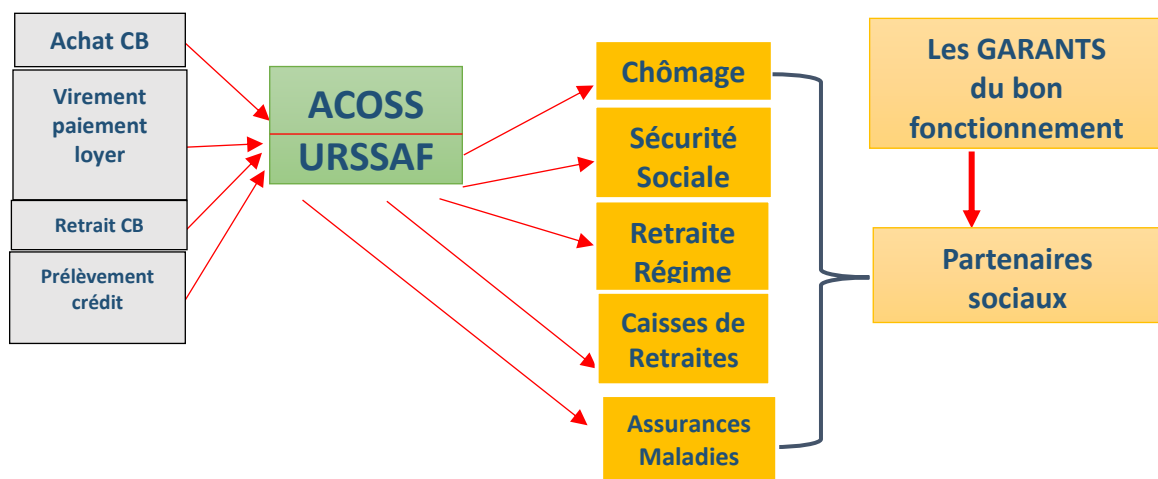 Achat CB
Virement
paiement
loyer
Retrait CB
Prélèvement
crédit
ACOSS
URSSAF
Chômage
Sécurité
Sociale
Retraite
Régime
Caisses de
Retraites
Assurances
Maladies
Les GARANTS
du bon
fonctionnement
Partenaires
sociaux